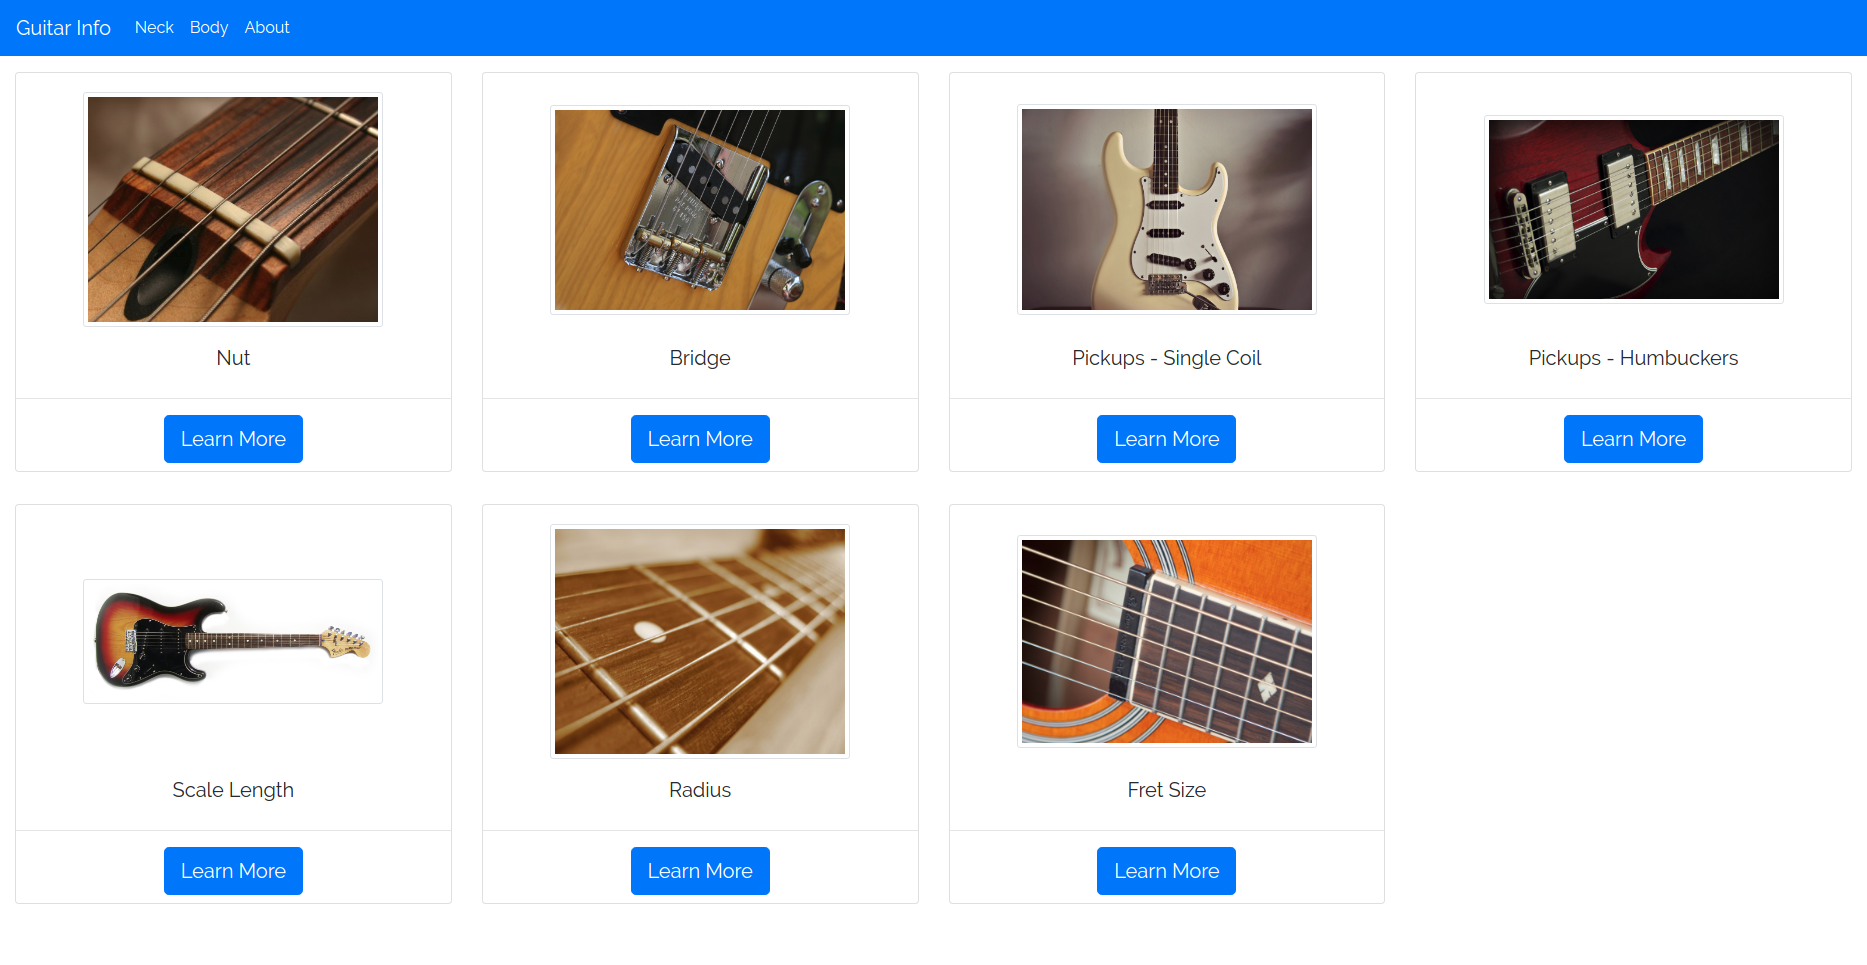 Guitar Info Neck Body About
Nut
Bridge
Pickups - Single Coil
Pickups - Humbuckers
Learn More
Learn More
Learn More
Learn More
Scale Length
Radius
Fret Size
Learn More
Learn More
Learn More